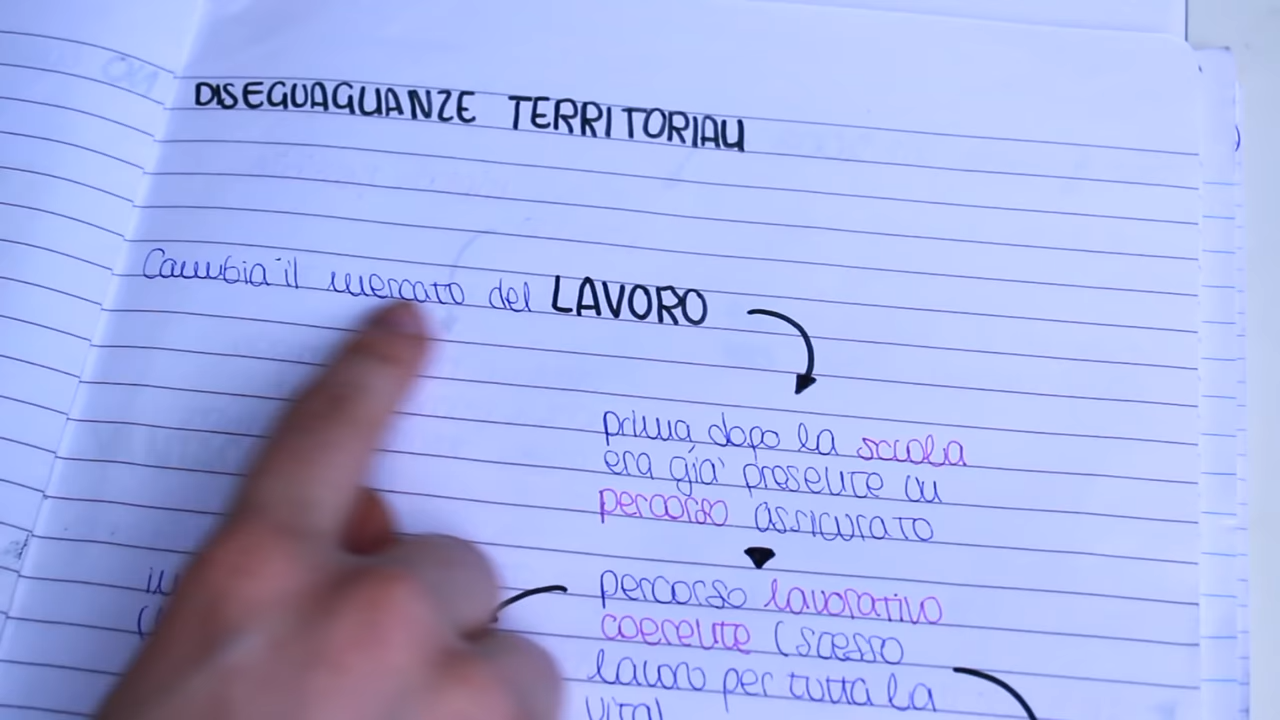 DISEGUAGLIANZE TERRITORIALI
Cambia il mercato del LAVORO
prima, dopo la scuola
era già presente un
percorso assicurato
percorso lavorativo
coerente (stesso
lavoro per tutta la
vita)